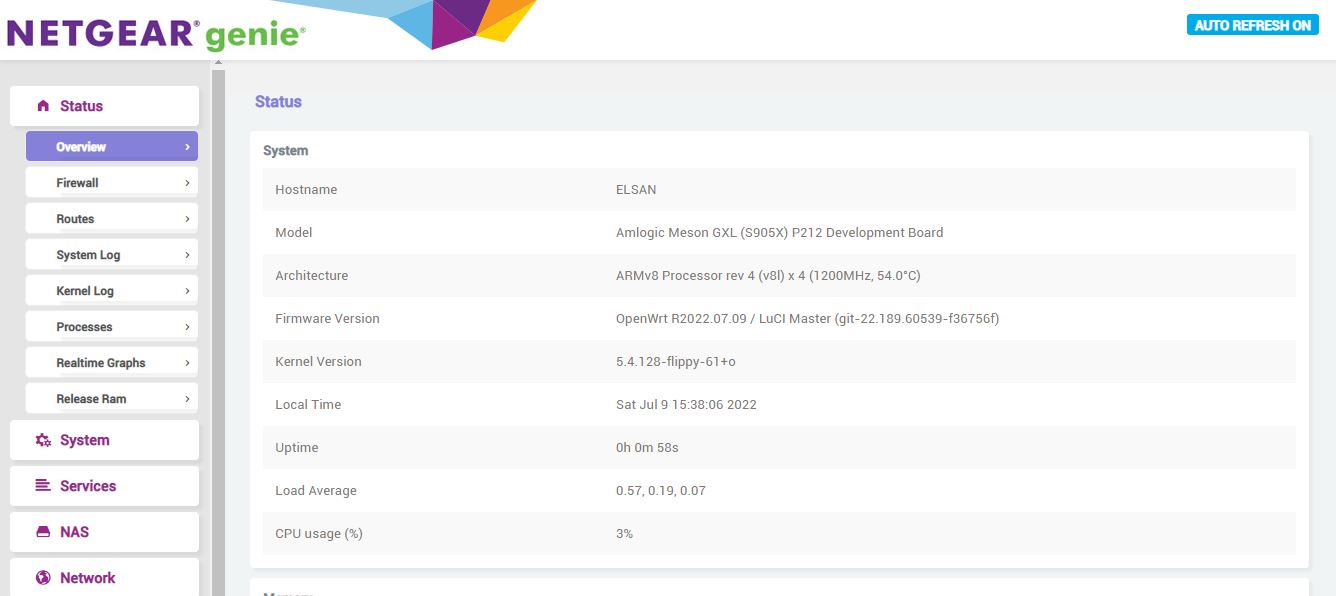 NETGEAR® genie®
AUTO REFRESH ON
Status
Overview
Firewall
Routes
System Log
Kernel Log
Processes
Realtime Graphs
Release Ram
System
Services
NAS
Network
Status
System
Hostname ELSAN
Model Amlogic Meson GXL (S905X) P212 Development Board
Architecture ARMv8 Processor rev 4 (v8l) x 4 (1200MHz, 54.0°C)
Firmware Version OpenWrt R2022.07.09 / LuCI Master (git-22.189.60539-f36756f)
Kernel Version 5.4.128-flippy-61+o
Local Time Sat Jul 9 15:38:06 2022
Uptime 0h 0m 58s
Load Average 0.57, 0.19, 0.07
CPU usage (%) 3%